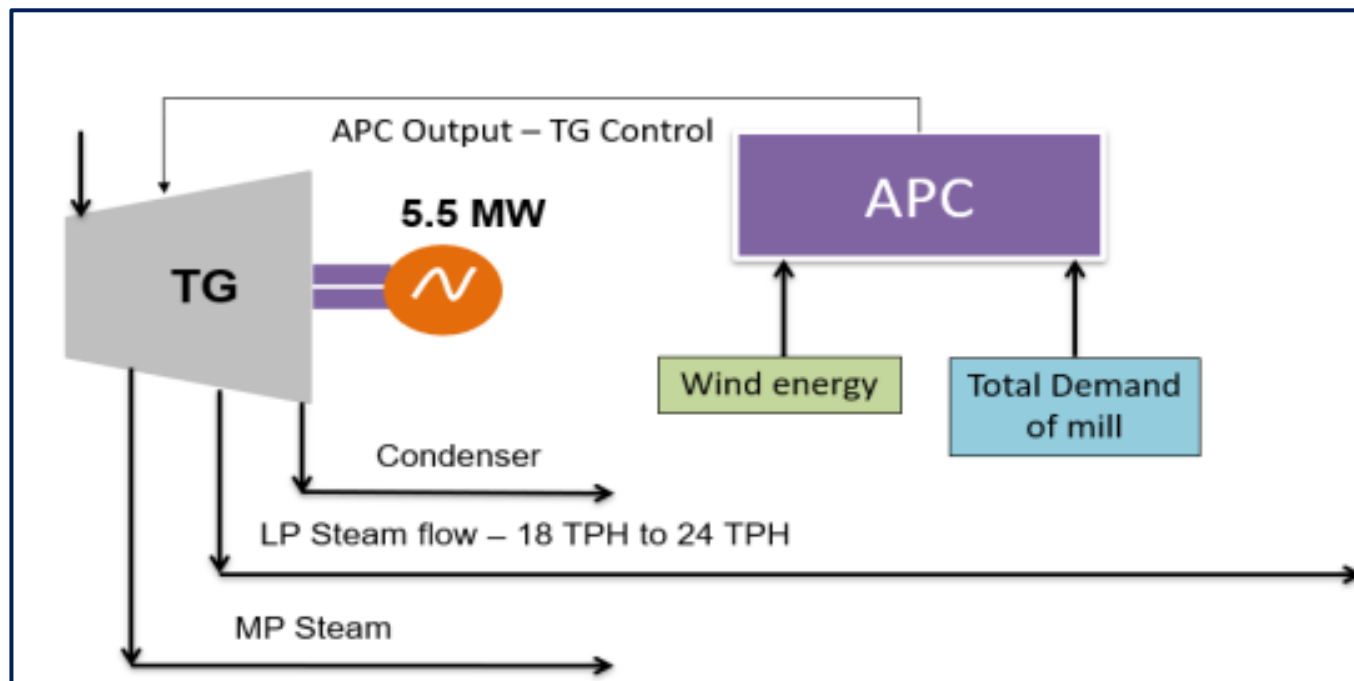 APC Output – TG Control
APC
5.5 MW
TG
Wind energy
Total Demand
of mill
Condenser
LP Steam flow – 18 TPH to 24 TPH
MP Steam